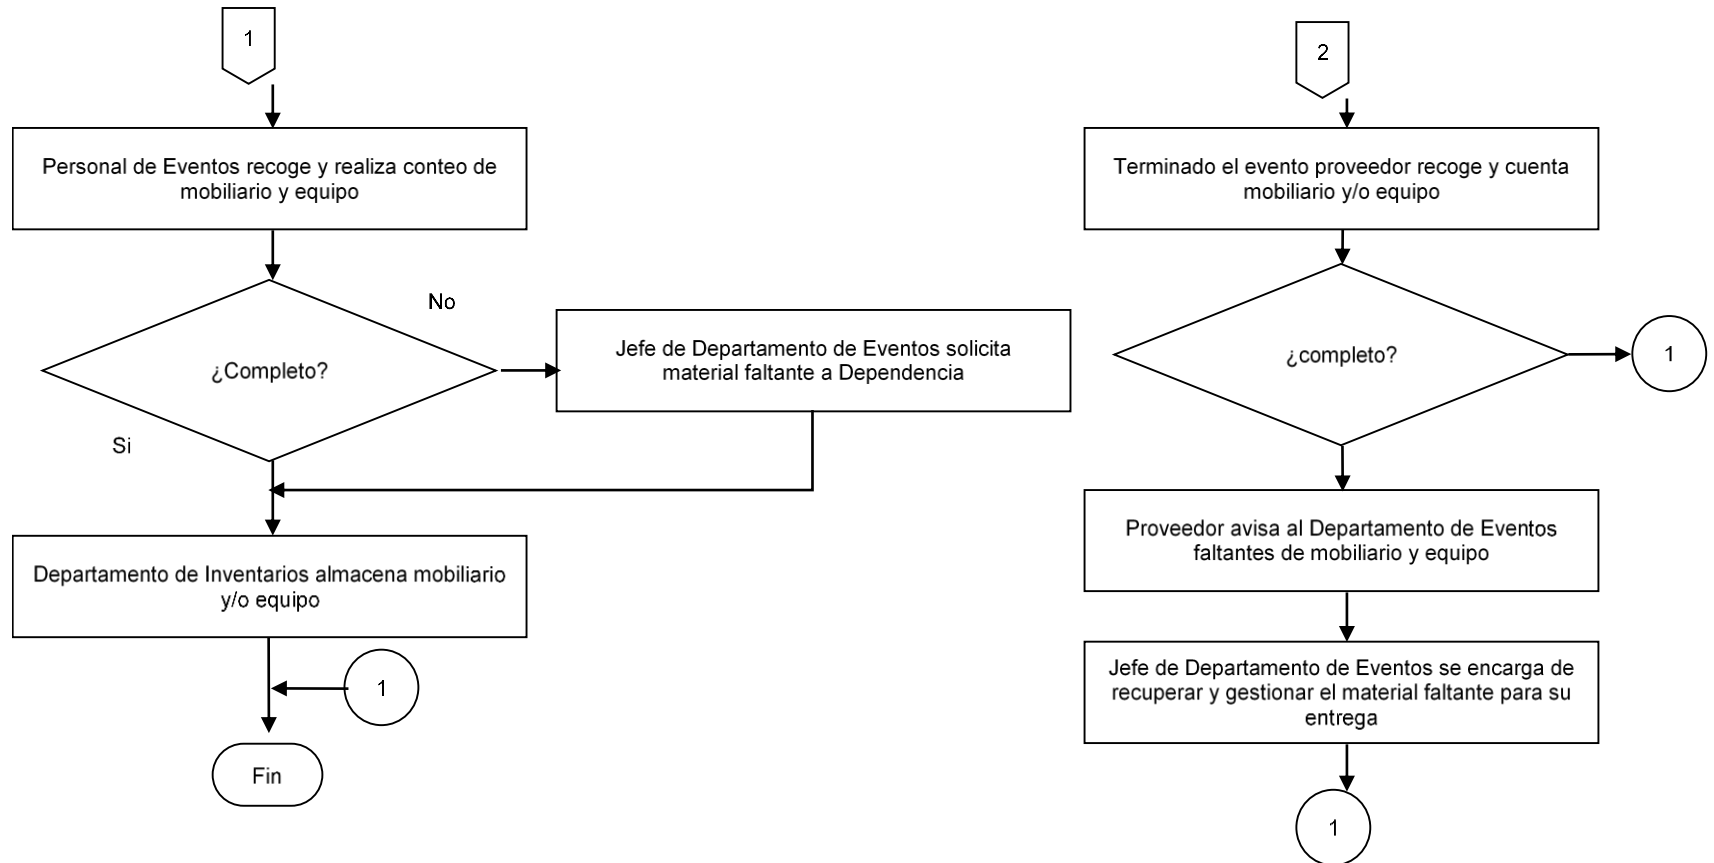 1
Personal de Eventos recoge y realiza conteo de
mobiliario y equipo
No
¿Completo?
Jefe de Departamento de Eventos solicita
material faltante a Dependencia
Si
Departamento de Inventarios almacena mobiliario
y/o equipo
1
Fin
2
Terminado el evento proveedor recoge y cuenta
mobiliario y/o equipo
¿completo?
1
Proveedor avisa al Departamento de Eventos
faltantes de mobiliario y equipo
Jefe de Departamento de Eventos se encarga de
recuperar y gestionar el material faltante para su
entrega
1